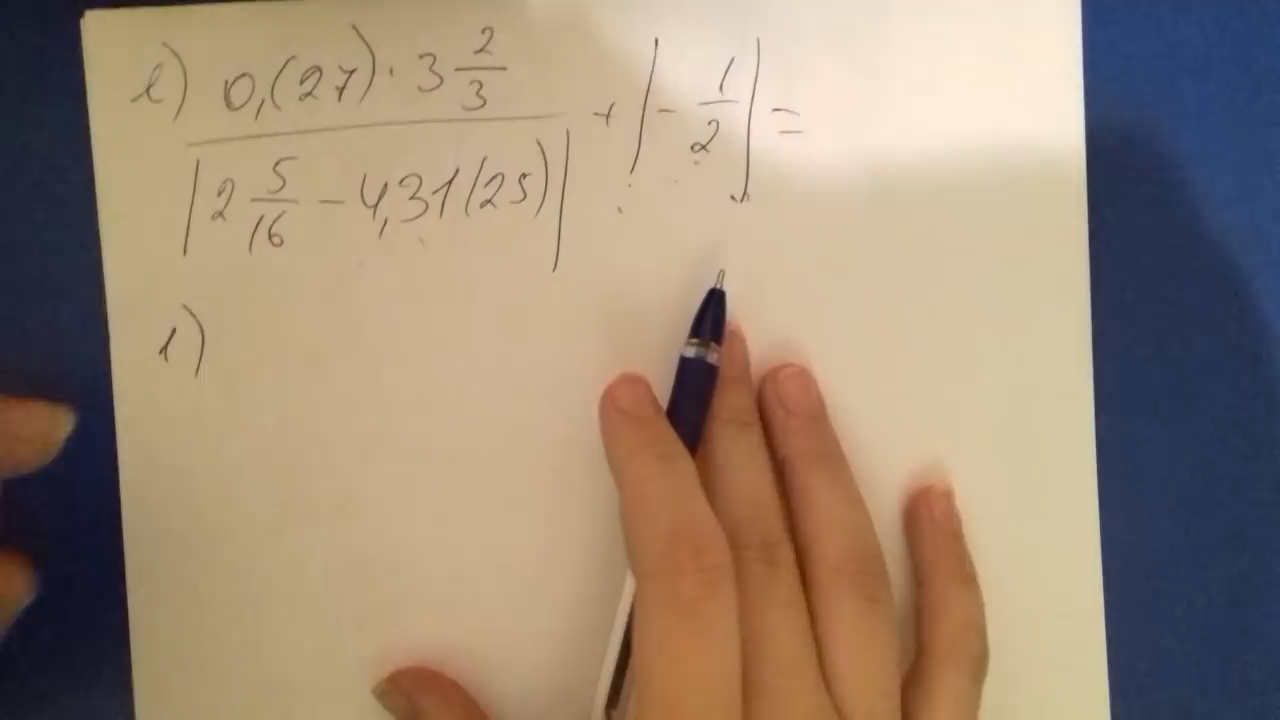 е) 0,(27) · 3 2/3
|2 5/16 − 4,31(25)| + |− 1/2| =
1)